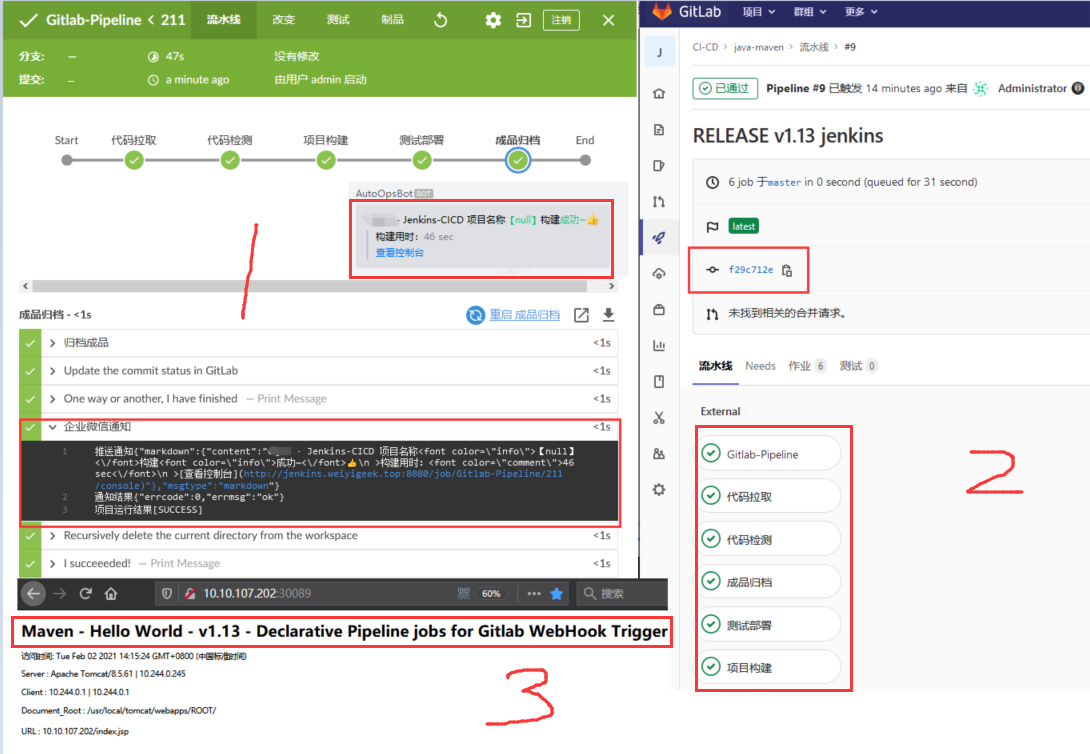 Gitlab-Pipeline < 211
流水线
改变
测试
制品
注销
分支: —
47s
没有修改
提交: –
a minute ago
由用户 admin 启动
Start
代码拉取
代码检测
项目构建
测试部署
成品归档
End
AutoOpsBot BOT
· Jenkins-CICD 项目名称【null】构建成功~👍
构建用时: 46 sec
查看控制台
1
成品归档 - <1s
重启 成品归档
归档成品 <1s
Update the commit status in GitLab <1s
One way or another, I have finished — Print Message <1s
企业微信通知 <1s
1 推送通知{"markdown":{"content":" · Jenkins-CICD 项目名称<font color=\"info\">【null】
<\/font>构建<font color=\"info\">成功~<\/font>👍\n >构建用时: <font color=\"comment\">46
sec<\/font>\n >[查看控制台](http://jenkins.weiyigeek.top:8080/job/Gitlab-Pipeline/211
/console)"},"msgtype":"markdown"}
2 通知结果{"errcode":0,"errmsg":"ok"}
3 项目运行结果[SUCCESS]
Recursively delete the current directory from the workspace <1s
I succeeeded! — Print Message <1s
10.10.107.202:30089
60%
搜索
Maven - Hello World - v1.13 - Declarative Pipeline jobs for Gitlab WebHook Trigger
访问时间: Tue Feb 02 2021 14:15:24 GMT+0800 (中国标准时间)
Server : Apache Tomcat/8.5.61 | 10.244.0.245
Client : 10.244.0.1 | 10.244.0.1
Document_Root : /usr/local/tomcat/webapps/ROOT/
URL : 10.10.107.202/index.jsp
3
GitLab
项目
群组
更多
J
CI-CD > java-maven > 流水线 > #9
已通过
Pipeline #9 已触发 14 minutes ago 来自 Administrator
RELEASE v1.13 jenkins
6 job 于master in 0 second (queued for 31 second)
latest
f29c712e
未找到相关的合并请求。
流水线
Needs
作业 6
测试 0
External
Gitlab-Pipeline
代码拉取
代码检测
成品归档
测试部署
项目构建
2